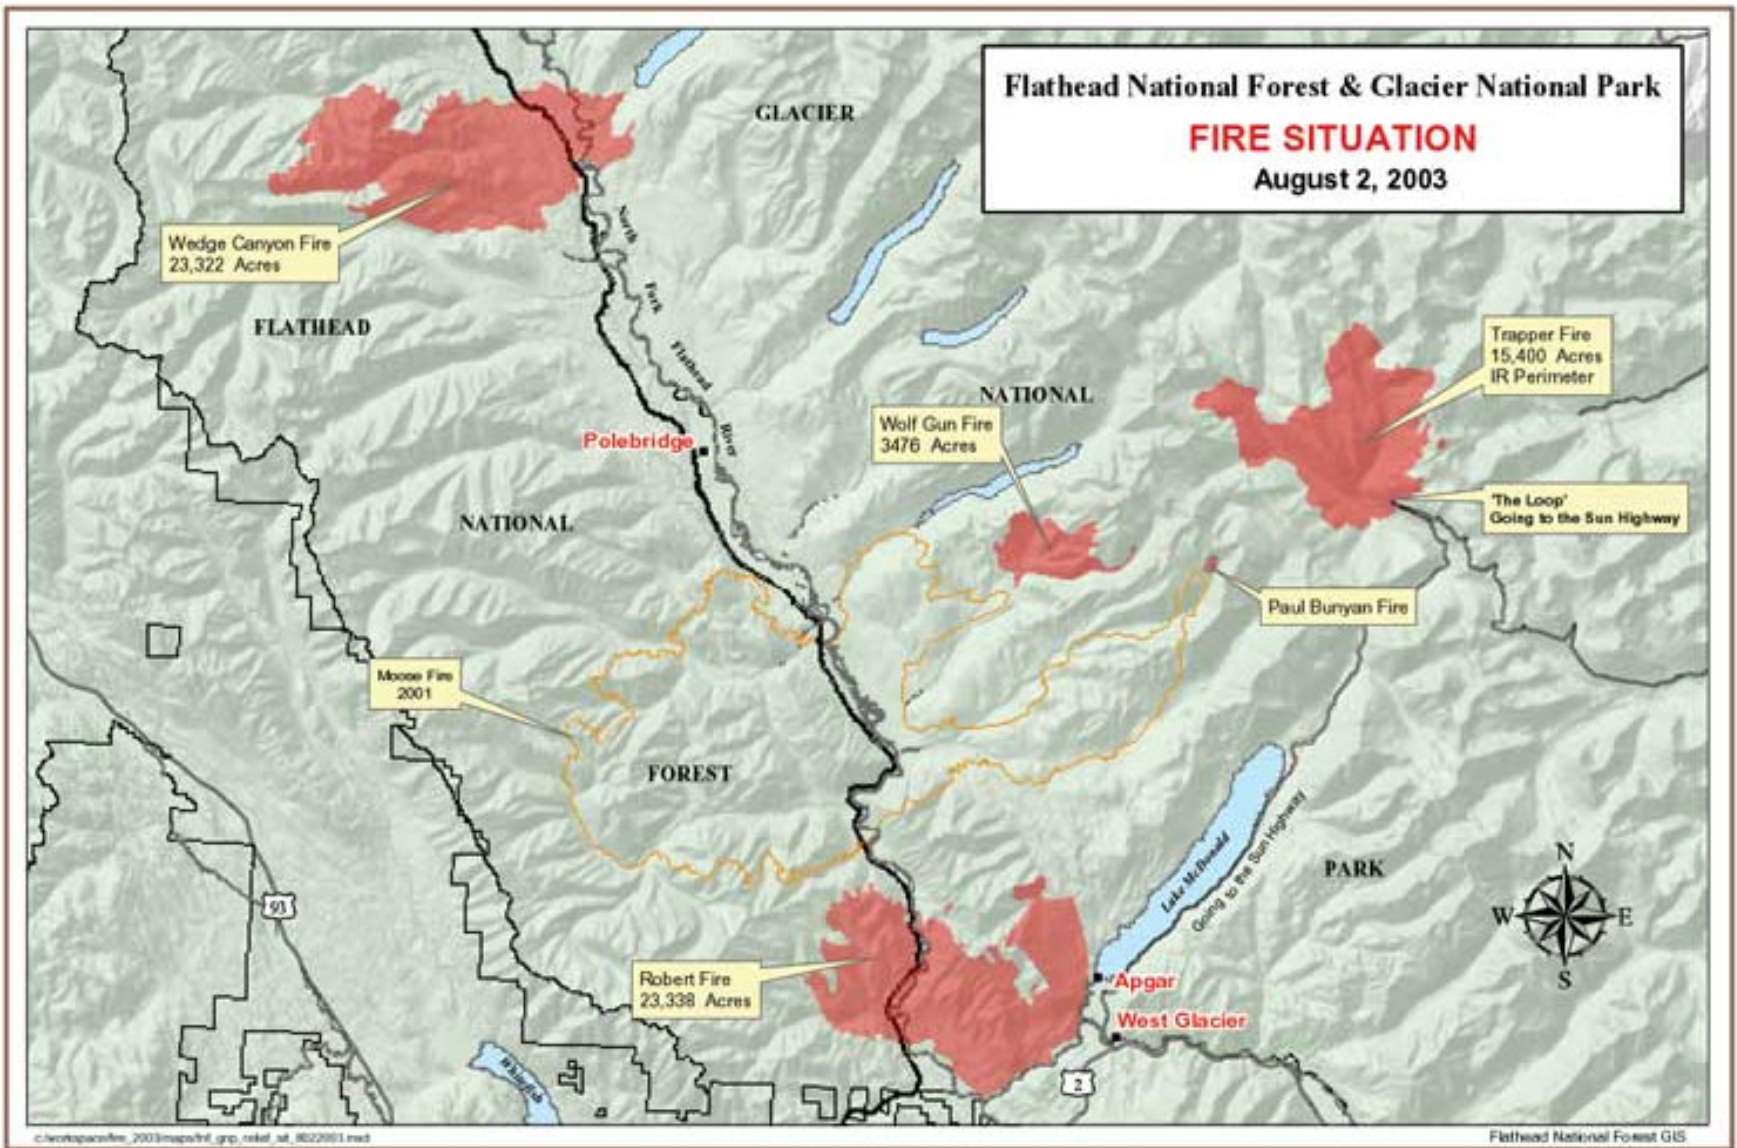 Flathead National Forest & Glacier National Park
FIRE SITUATION
August 2, 2003
GLACIER
Wedge Canyon Fire
23,322 Acres
North
Fork
Flathead
River
FLATHEAD
Trapper Fire
15,400 Acres
IR Perimeter
NATIONAL
Wolf Gun Fire
3476 Acres
Polebridge
'The Loop'
Going to the Sun Highway
NATIONAL
Paul Bunyan Fire
Moose Fire
2001
FOREST
Lake McDonald
Going to the Sun Highway
PARK
N
W E
S
93
Robert Fire
23,338 Acres
Apgar
West Glacier
2
Whitefish
Flathead National Forest GIS